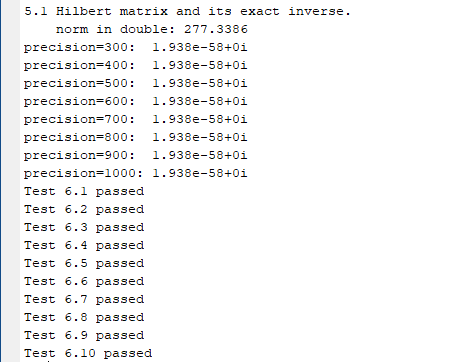 5.1 Hilbert matrix and its exact inverse.
norm in double: 277.3386
precision=300: 1.938e-58+0i
precision=400: 1.938e-58+0i
precision=500: 1.938e-58+0i
precision=600: 1.938e-58+0i
precision=700: 1.938e-58+0i
precision=800: 1.938e-58+0i
precision=900: 1.938e-58+0i
precision=1000: 1.938e-58+0i
Test 6.1 passed
Test 6.2 passed
Test 6.3 passed
Test 6.4 passed
Test 6.5 passed
Test 6.6 passed
Test 6.7 passed
Test 6.8 passed
Test 6.9 passed
Test 6.10 passed